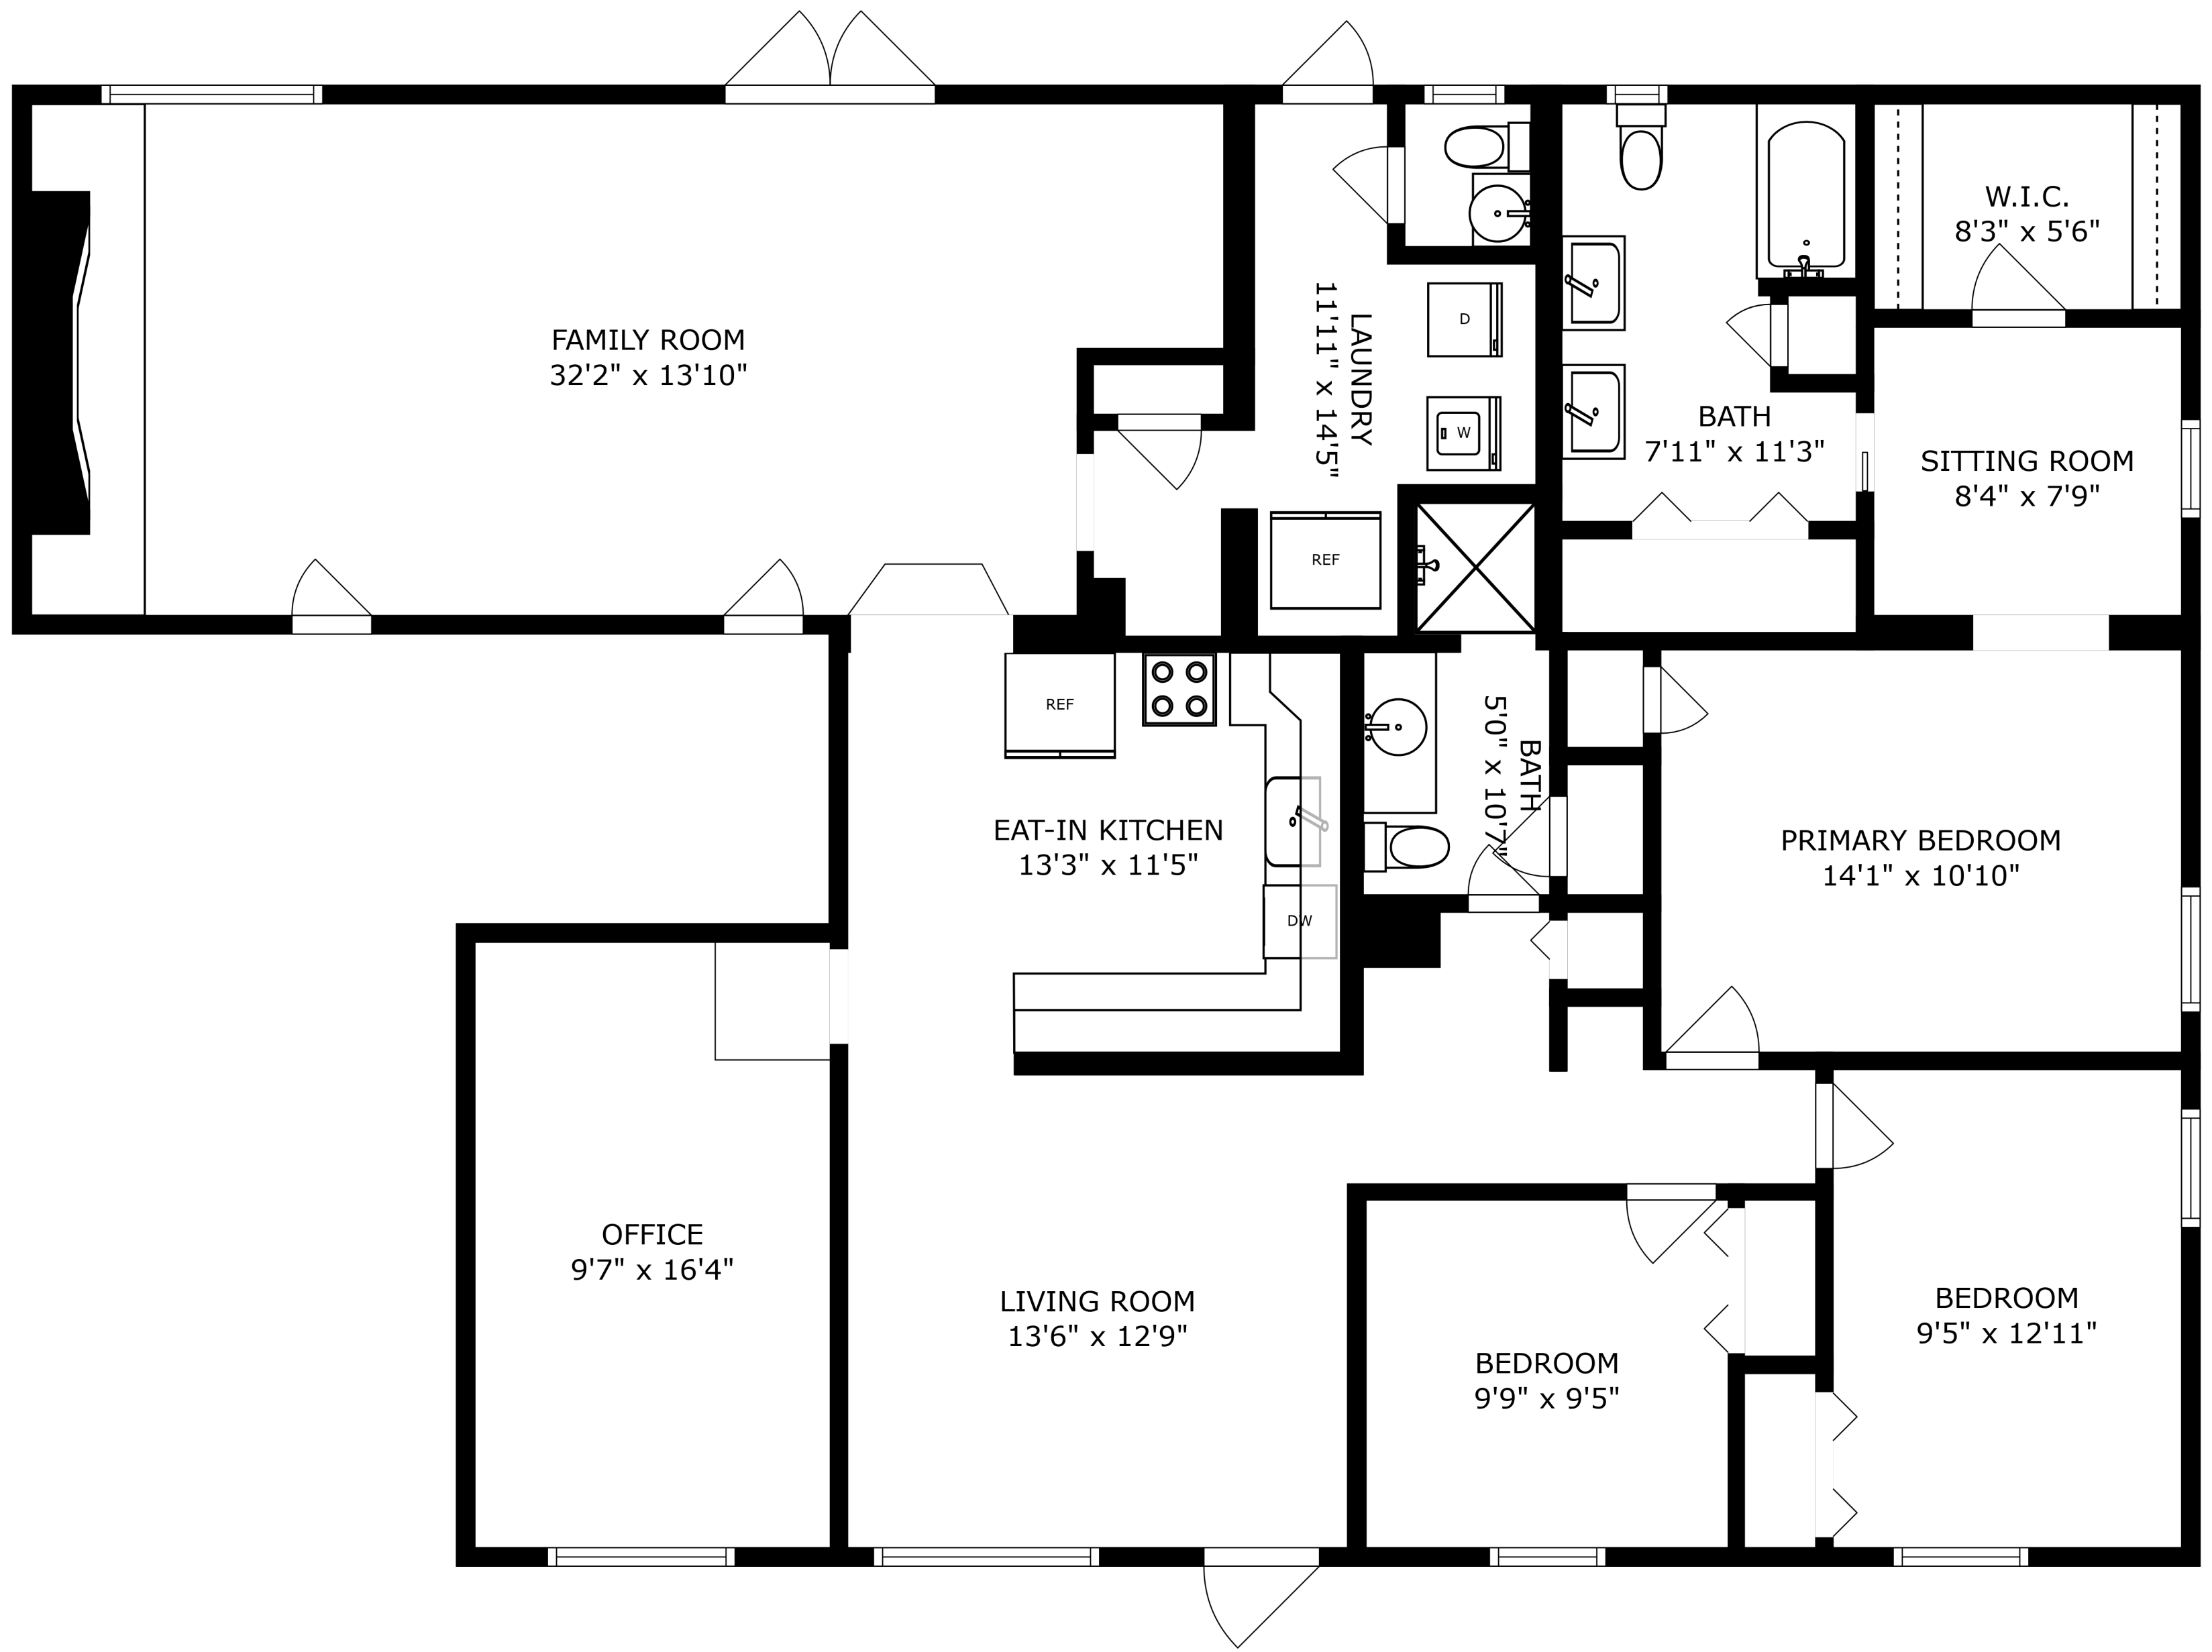 W.I.C.
8'3" x 5'6"
FAMILY ROOM
32'2" x 13'10"
LAUNDRY
11'11" x 14'5"
D
W
BATH
7'11" x 11'3"
SITTING ROOM
8'4" x 7'9"
REF
REF
BATH
5'0" x 10'7"
EAT-IN KITCHEN
13'3" x 11'5"
PRIMARY BEDROOM
14'1" x 10'10"
DW
OFFICE
9'7" x 16'4"
LIVING ROOM
13'6" x 12'9"
BEDROOM
9'9" x 9'5"
BEDROOM
9'5" x 12'11"